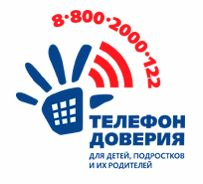 8-800-2000-122
ТЕЛЕФОН
ДОВЕРИЯ
ДЛЯ ДЕТЕЙ, ПОДРОСТКОВ
И ИХ РОДИТЕЛЕЙ